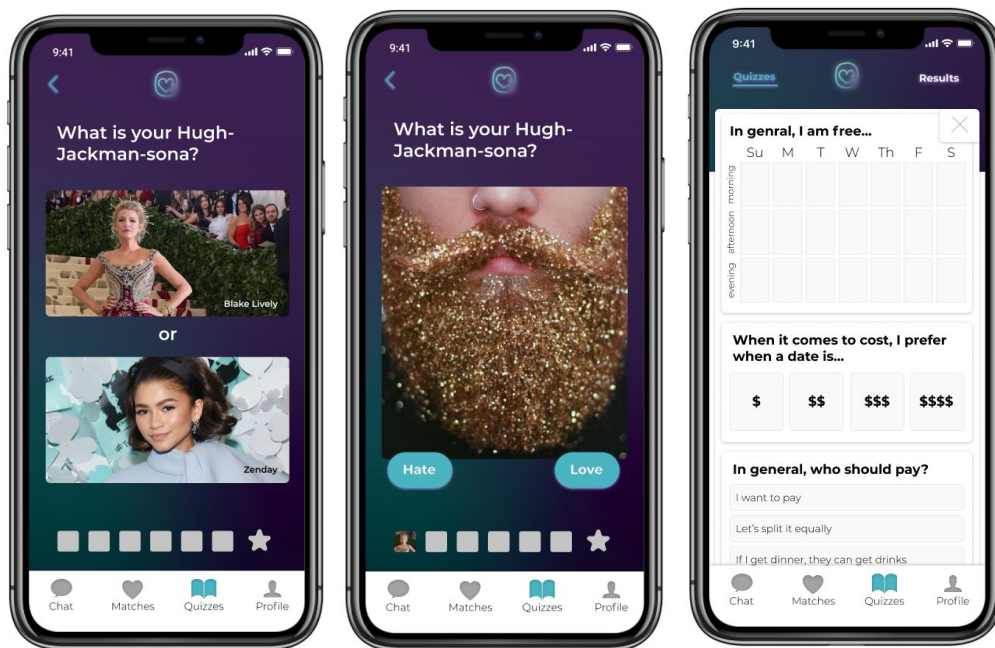 9:41
What is your Hugh-
Jackman-sona?
Blake Lively
or
#T
Zenday
Chat
Matches
Quizzes
Profile
9:41
What is your Hugh-
Jackman-sona?
Hate
Love
Chat
Matches
Quizzes
Profile
9:41
Quizzes
Results
In genral, I am free...
Su M T W Th F S
morning
afternoon
evening
When it comes to cost, I prefer
when a date is...
$ $$ $$$ $$$$
In general, who should pay?
I want to pay
Let's split it equally
If I get dinner, they can get drinks
Chat
Matches
Quizzes
Profile